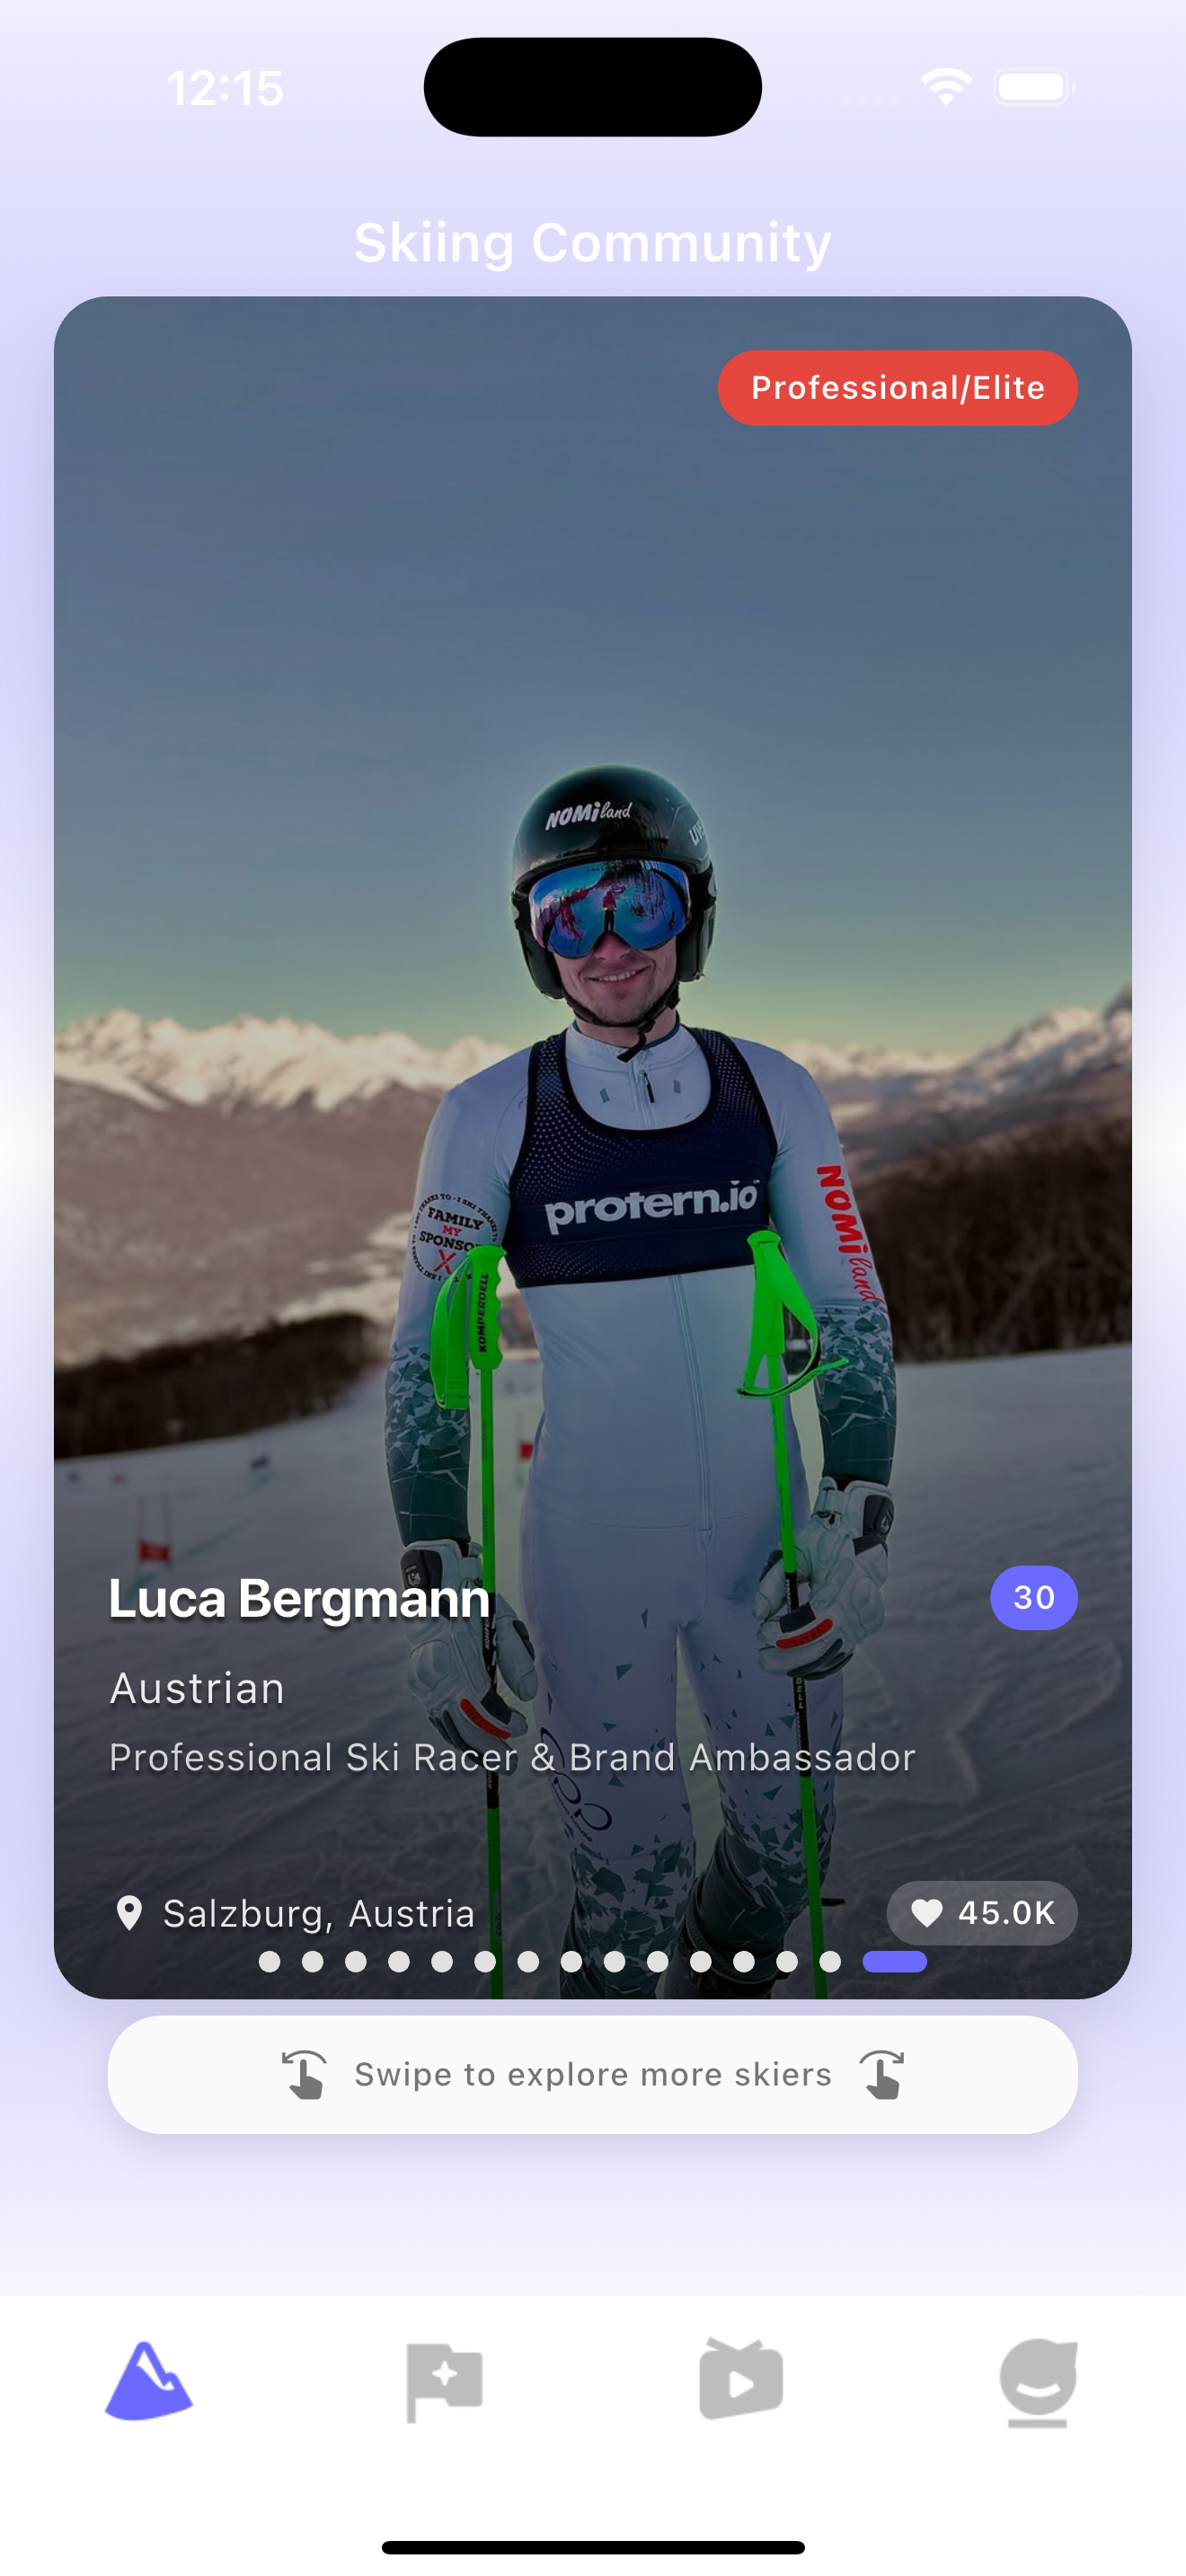 12:15
Skiing Community
Professional/Elite
NOMiland
protern.io
FAMILY
MY
SPONSOR
NOMiland
KOMPERDELL
Luca Bergmann
30
Austrian
Professional Ski Racer & Brand Ambassador
Salzburg, Austria
45.0K
Swipe to explore more skiers